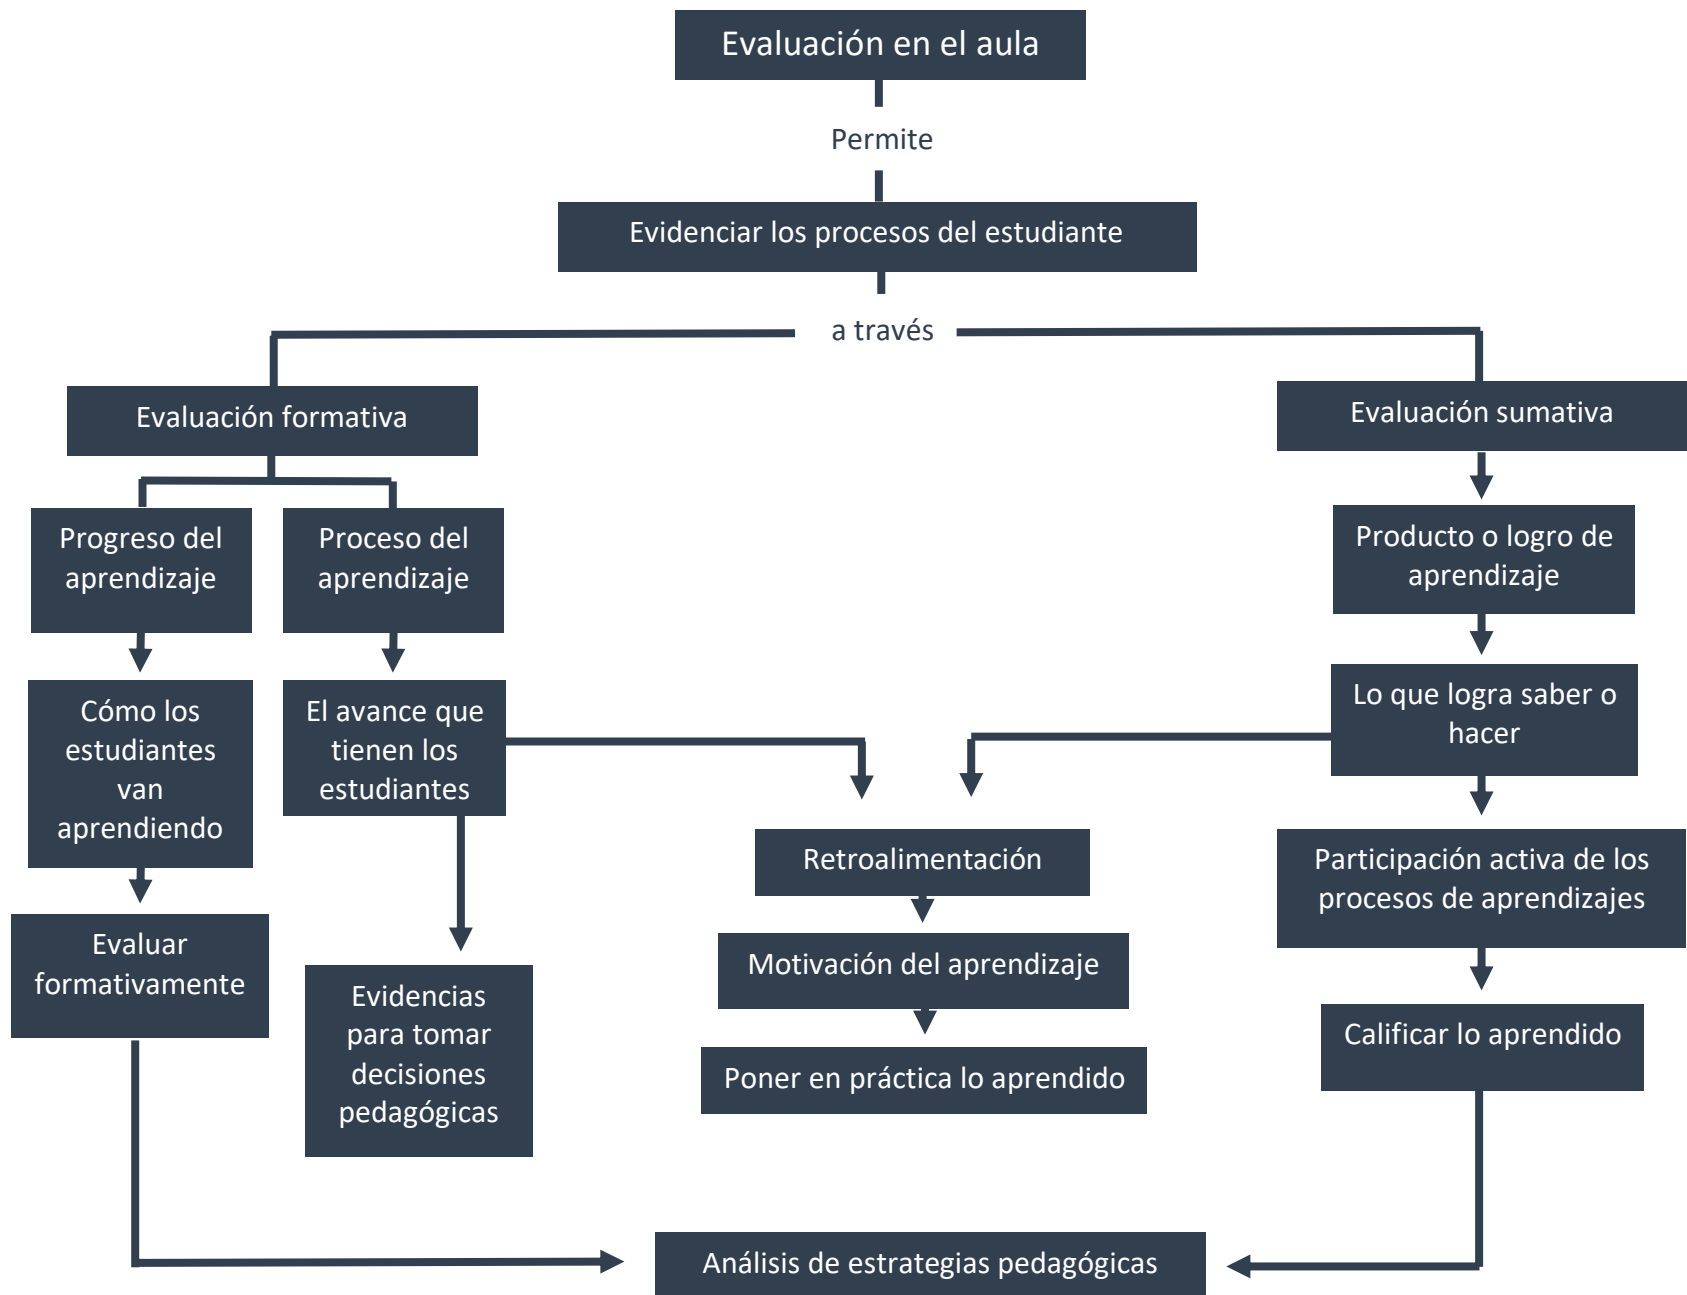 Evaluación en el aula
Permite
Evidenciar los procesos del estudiante
a través
Evaluación formativa
Evaluación sumativa
Progreso del
aprendizaje
Proceso del
aprendizaje
Producto o logro de
aprendizaje
Cómo los
estudiantes
van
aprendiendo
El avance que
tienen los
estudiantes
Lo que logra saber o
hacer
Retroalimentación
Participación activa de los
procesos de aprendizajes
Evaluar
formativamente
Evidencias
para tomar
decisiones
pedagógicas
Motivación del aprendizaje
Calificar lo aprendido
Poner en práctica lo aprendido
Análisis de estrategias pedagógicas